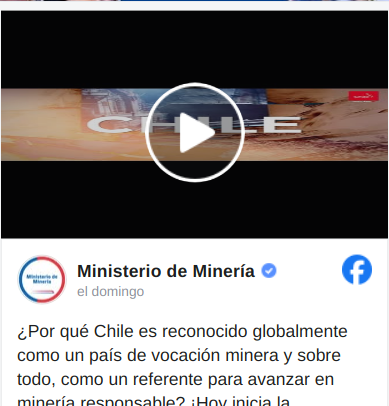 CHILE
Ministerio de
Minería
Ministerio de Minería
el domingo
¿Por qué Chile es reconocido globalmente
como un país de vocación minera y sobre
todo, como un referente para avanzar en
minería responsable? ¡Hoy inicia la